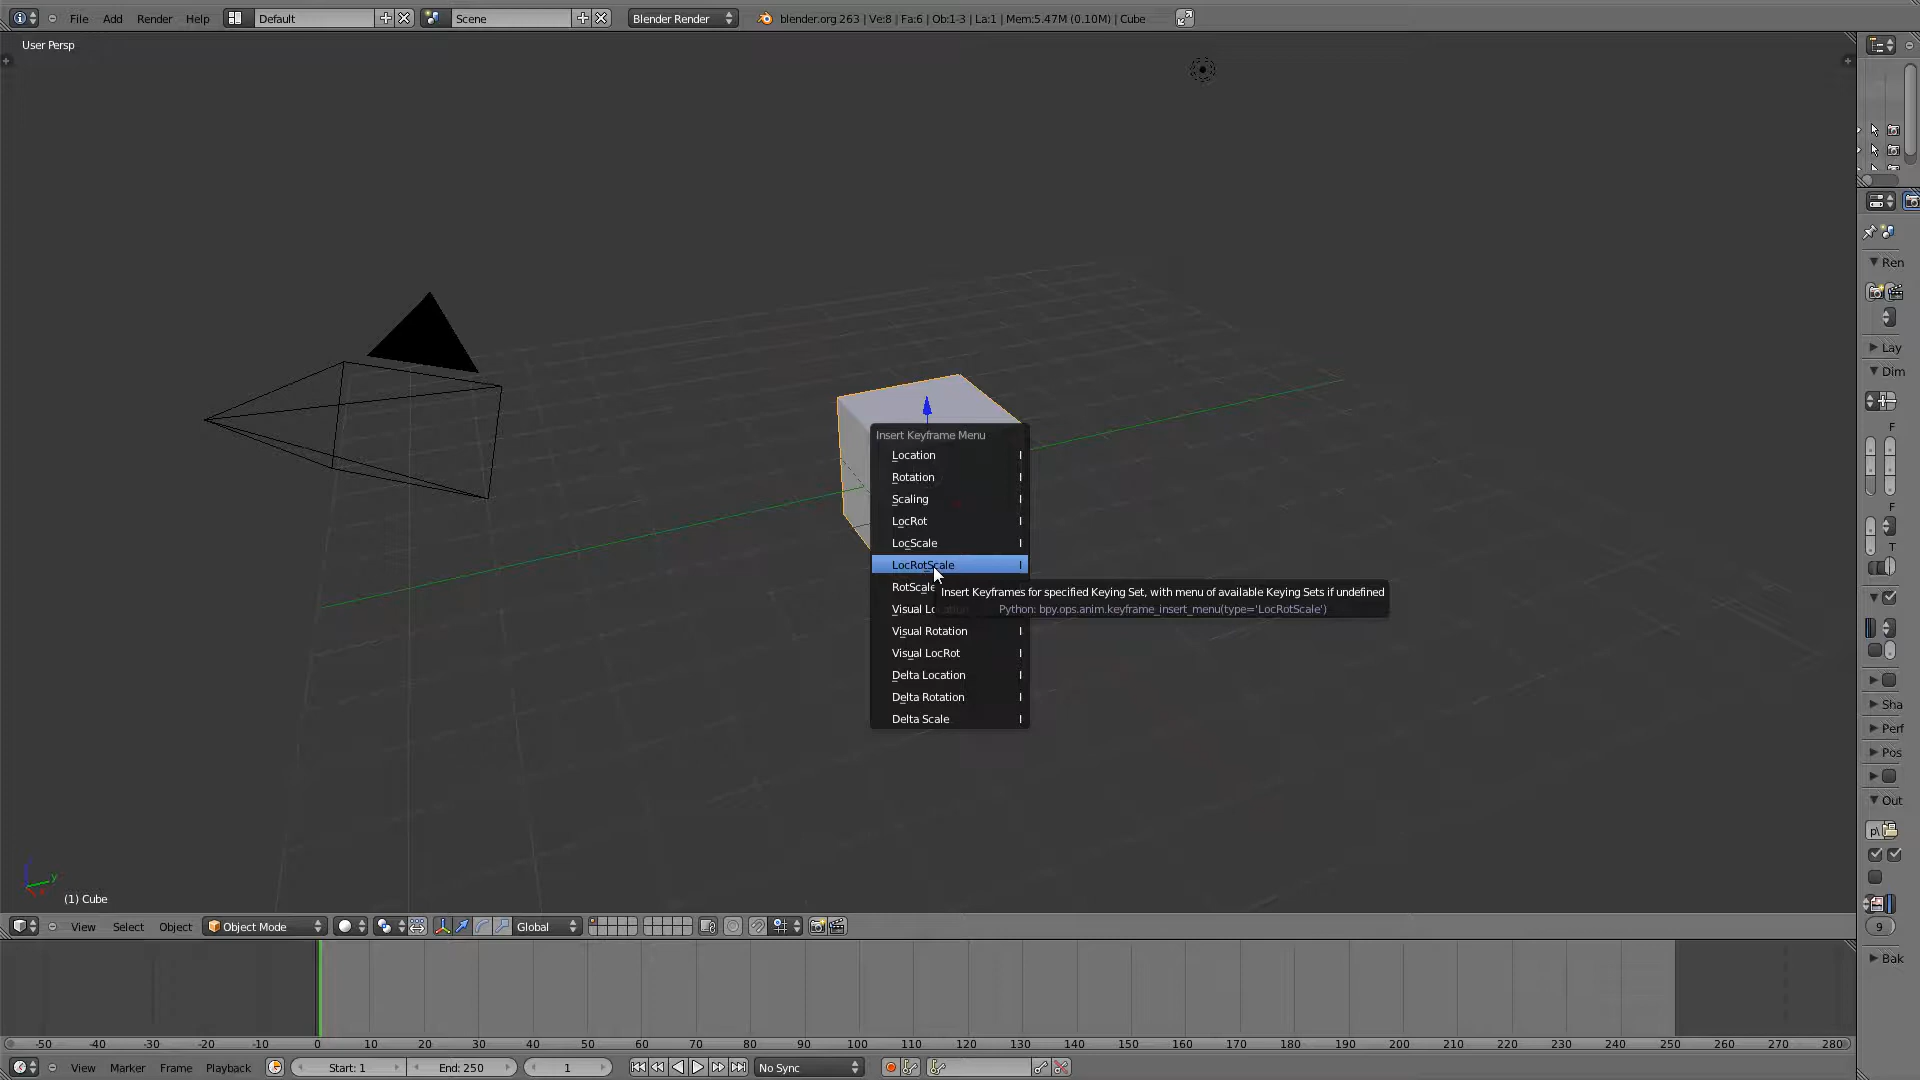 File Add Render Help Default Scene Blender Render blender.org 263 | Ve:8 | Fa:6 | Ob:1-3 | La:1 | Mem:5.47M (0.10M) | Cube
User Persp
Ren
Lay
Dim
F
F
T
Sha
Perf
Pos
Out
p\
9
Bak
Insert Keyframe Menu
Location I
Rotation I
Scaling I
LocRot I
LocScale I
LocRotScale I
RotScale
Visual Lo
Visual Rotation I
Visual LocRot I
Delta Location I
Delta Rotation I
Delta Scale I
Insert Keyframes for specified Keying Set, with menu of available Keying Sets if undefined
Python: bpy.ops.anim.keyframe_insert_menu(type='LocRotScale')
y
(1) Cube
View Select Object Object Mode Global
-50 -40 -30 -20 -10 0 10 20 30 40 50 60 70 80 90 100 110 120 130 140 150 160 170 180 190 200 210 220 230 240 250 260 270 280
View Marker Frame Playback Start: 1 End: 250 1 No Sync